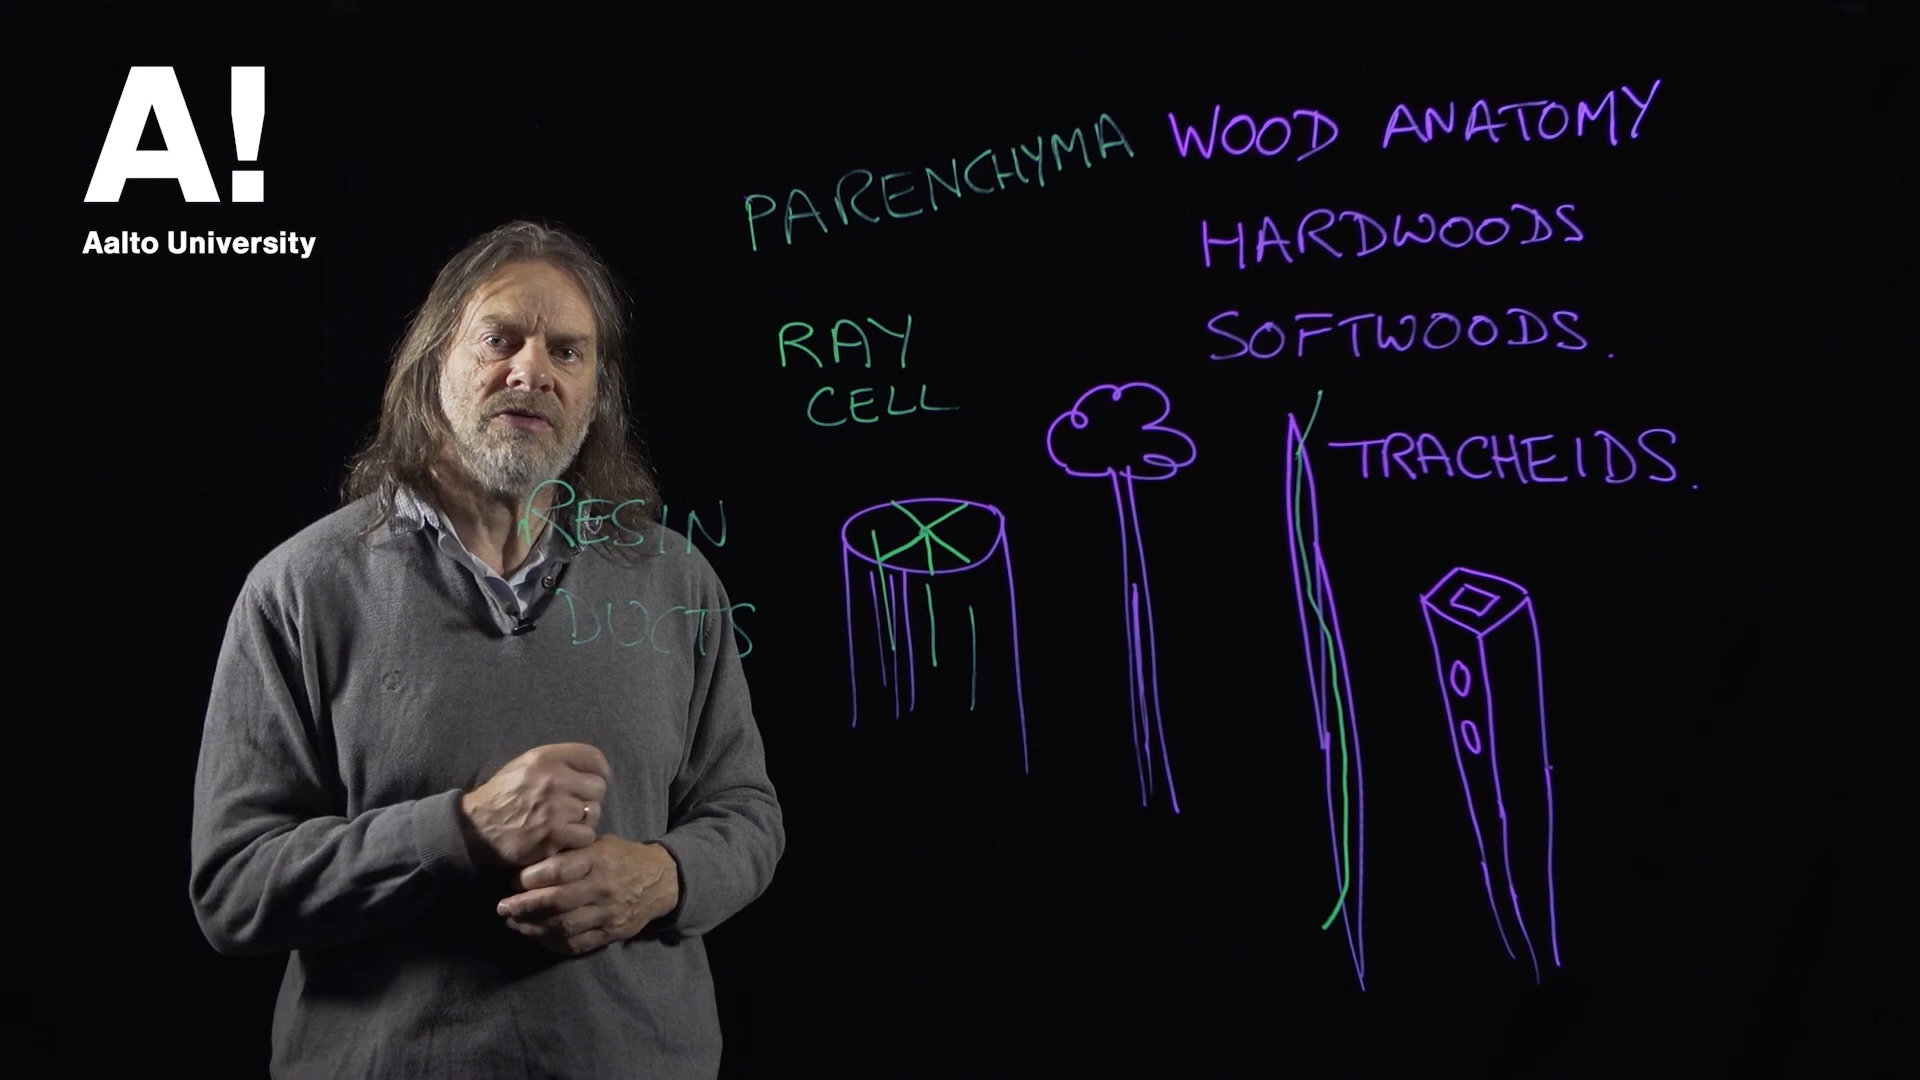 A!
Aalto University
PARENCHYMA
WOOD ANATOMY
HARDWOODS
SOFTWOODS.
RAY
CELL
TRACHEIDS.
RESIN
DUCTS